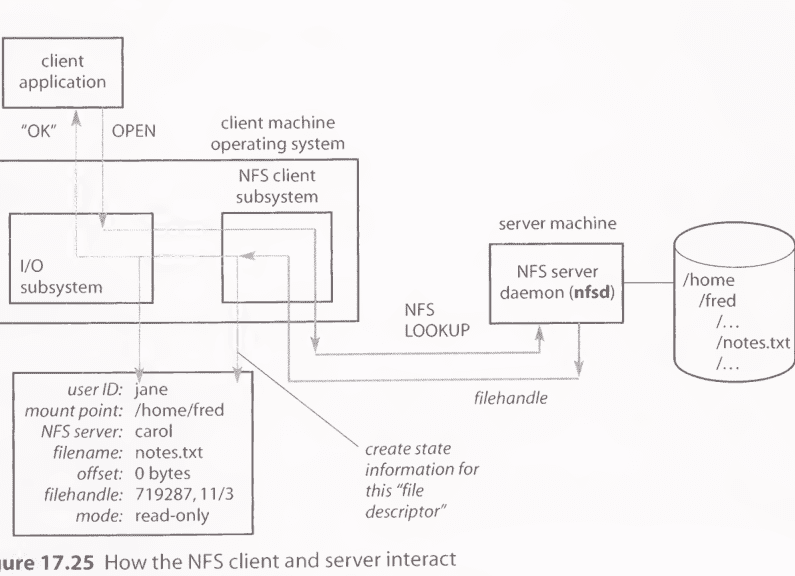 client
application
"OK"
OPEN
client machine
operating system
NFS client
subsystem
I/O
subsystem
server machine
NFS server
daemon (nfsd)
/home
/fred
/...
/notes.txt
/...
NFS
LOOKUP
filehandle
user ID: jane
mount point: /home/fred
NFS server: carol
filename: notes.txt
offset: 0 bytes
filehandle: 719287, 11/3
mode: read-only
create state
information for
this "file
descriptor"
gure 17.25 How the NFS client and server interact